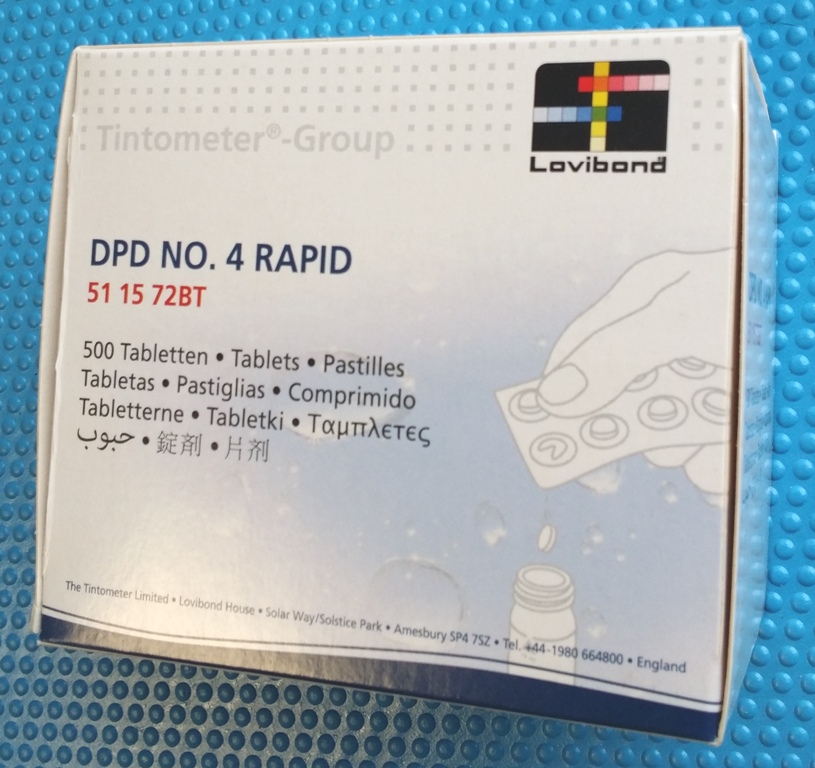 Tintometer®-Group
Lovibond®
DPD NO. 4 RAPID
51 15 72BT
500 Tabletten • Tablets • Pastilles
Tabletas • Pastiglias • Comprimido
Tabletterne • Tabletki • Ταμπλετες
حبوب • 錠剤 • 片剂
The Tintometer Limited • Lovibond House • Solar Way/Solstice Park • Amesbury SP4 7SZ • Tel. +44-1980 664800 • England